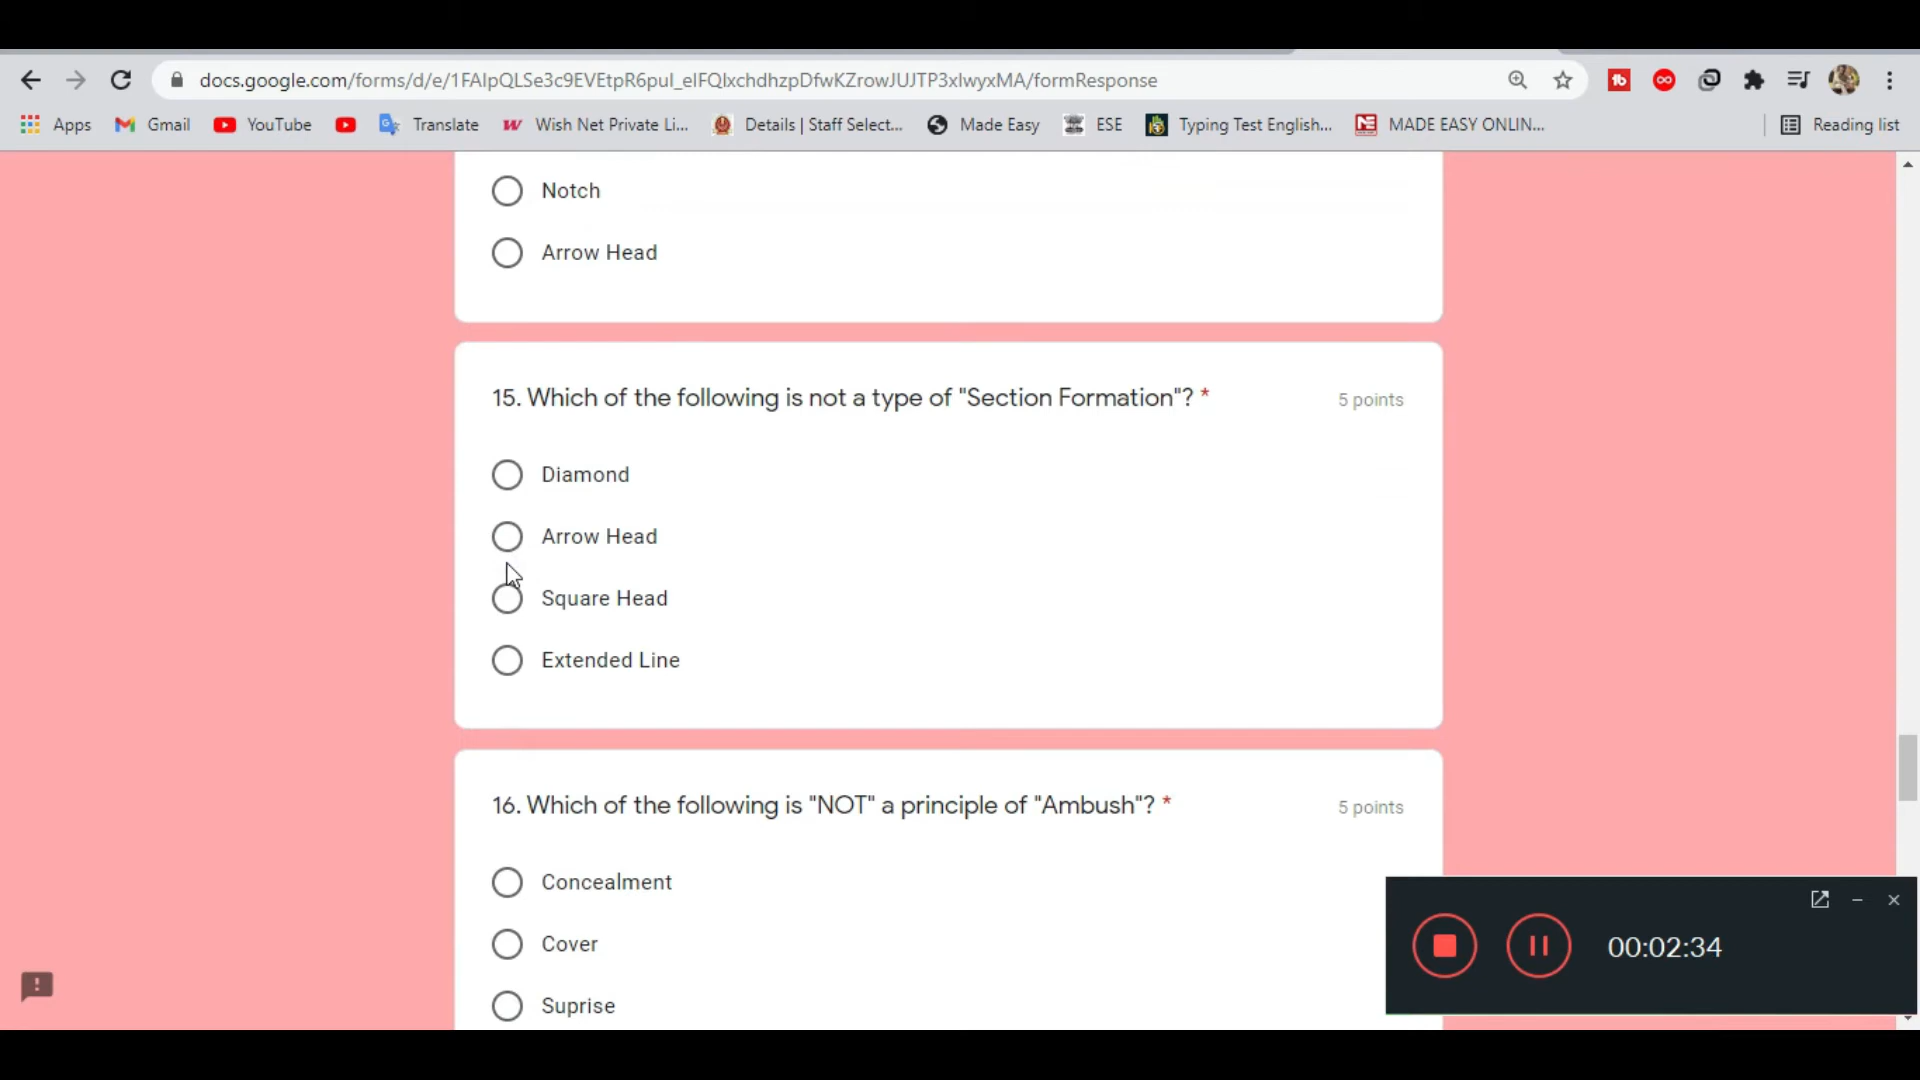 docs.google.com/forms/d/e/1FAIpQLSe3c9EVEtpR6pul_elFQlxchdhzpDfwKZrowJUJTP3xlwyxMA/formResponse
Apps Gmail YouTube Translate Wish Net Private Li... Details | Staff Select... Made Easy ESE Typing Test English... MADE EASY ONLIN... Reading list
Notch
Arrow Head
15. Which of the following is not a type of "Section Formation"? * 5 points
Diamond
Arrow Head
Square Head
Extended Line
16. Which of the following is "NOT" a principle of "Ambush"? * 5 points
Concealment
Cover
Suprise
00:02:34